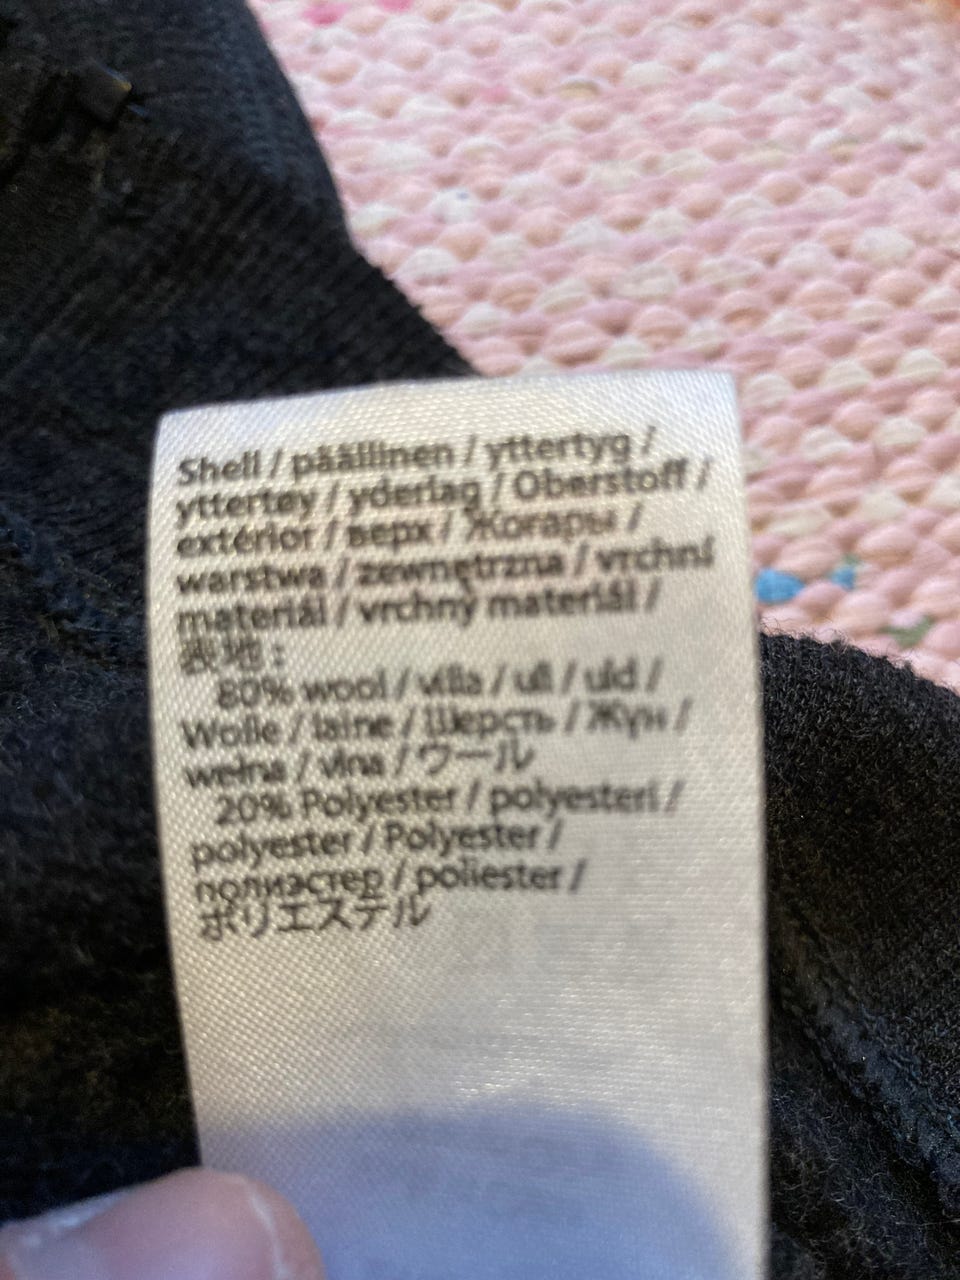 Shell / päällinen / yttertyg /
yttertøy / yderlag / Oberstoff /
extérior / верх / Жогары /
warstwa / zewnętrzna / vrchní
materiál / vrchný materiál /
表地 :
80% wool / villa / ull / uld /
Wolle / laine / Шерсть / Жүн /
wełna / vlna / ウール
20% Polyester / polyesteri /
polyester / Polyester /
полиэстер / poliester /
ポリエステル